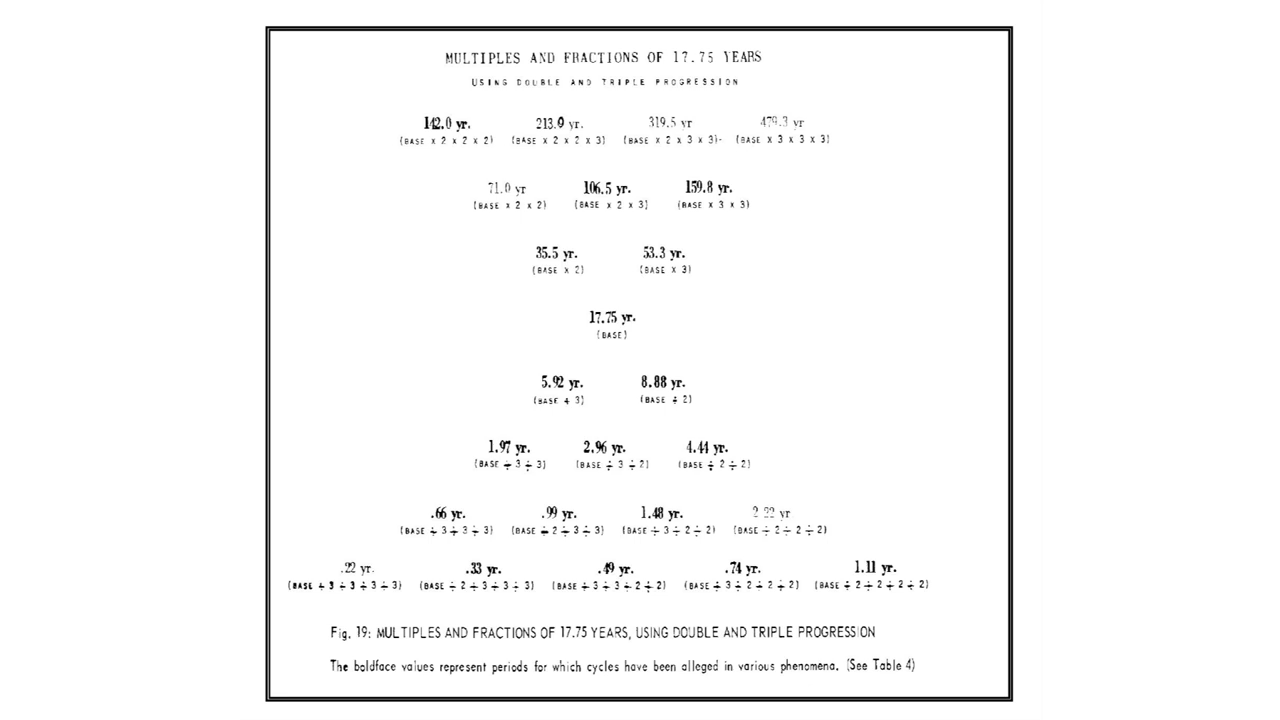 MULTIPLES AND FRACTIONS OF 17.75 YEARS
USING DOUBLE AND TRIPLE PROGRESSION
142.0 yr. 213.0 yr. 319.5 yr 479.3 yr
(BASE x 2 x 2 x 2) (BASE x 2 x 2 x 3) (BASE x 2 x 3 x 3) (BASE x 3 x 3 x 3)
71.0 yr 106.5 yr. 159.8 yr.
(BASE x 2 x 2) (BASE x 2 x 3) (BASE x 3 x 3)
35.5 yr. 53.3 yr.
(BASE x 2) (BASE x 3)
17.75 yr.
(BASE)
5.92 yr. 8.88 yr.
(BASE ÷ 3) (BASE ÷ 2)
1.97 yr. 2.96 yr. 4.44 yr.
(BASE ÷ 3 ÷ 3) (BASE ÷ 3 ÷ 2) (BASE ÷ 2 ÷ 2)
.66 yr. .99 yr. 1.48 yr. 2.22 yr
(BASE ÷ 3 ÷ 3 ÷ 3) (BASE ÷ 2 ÷ 3 ÷ 3) (BASE ÷ 3 ÷ 2 ÷ 2) (BASE ÷ 2 ÷ 2 ÷ 2)
.22 yr. .33 yr. .49 yr. .74 yr. 1.11 yr.
(BASE ÷ 3 ÷ 3 ÷ 3 ÷ 3) (BASE ÷ 2 ÷ 3 ÷ 3 ÷ 3) (BASE ÷ 3 ÷ 3 ÷ 2 ÷ 2) (BASE ÷ 3 ÷ 2 ÷ 2 ÷ 2) (BASE ÷ 2 ÷ 2 ÷ 2 ÷ 2)
Fig. 19: MULTIPLES AND FRACTIONS OF 17.75 YEARS, USING DOUBLE AND TRIPLE PROGRESSION
The boldface values represent periods for which cycles have been alleged in various phenomena. (See Table 4)